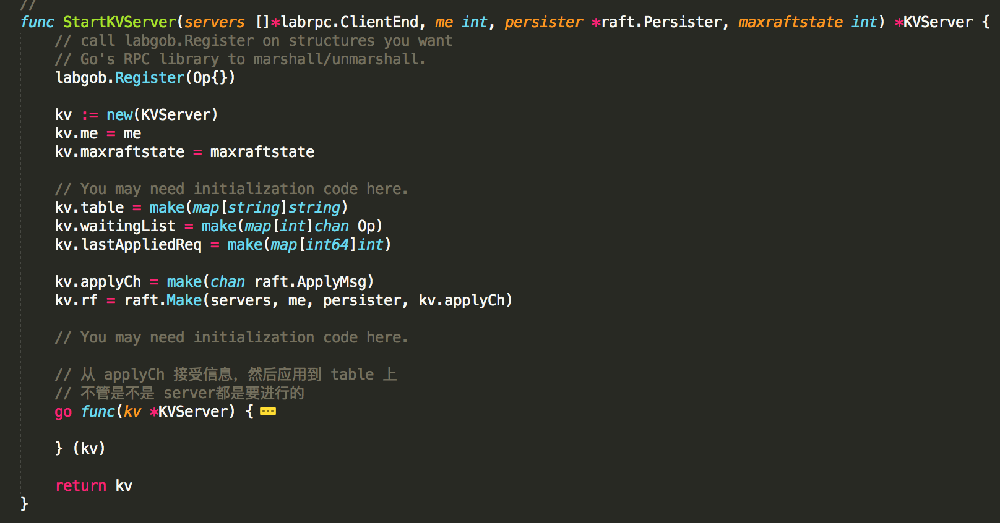 //
func StartKVServer(servers []*labrpc.ClientEnd, me int, persister *raft.Persister, maxraftstate int) *KVServer {
// call labgob.Register on structures you want
// Go's RPC library to marshall/unmarshall.
labgob.Register(Op{})
kv := new(KVServer)
kv.me = me
kv.maxraftstate = maxraftstate
// You may need initialization code here.
kv.table = make(map[string]string)
kv.waitingList = make(map[int]chan Op)
kv.lastAppliedReq = make(map[int64]int)
kv.applyCh = make(chan raft.ApplyMsg)
kv.rf = raft.Make(servers, me, persister, kv.applyCh)
// You may need initialization code here.
// 从 applyCh 接受信息，然后应用到 table 上
// 不管是不是 server都是要进行的
go func(kv *KVServer) {
} (kv)
return kv
}